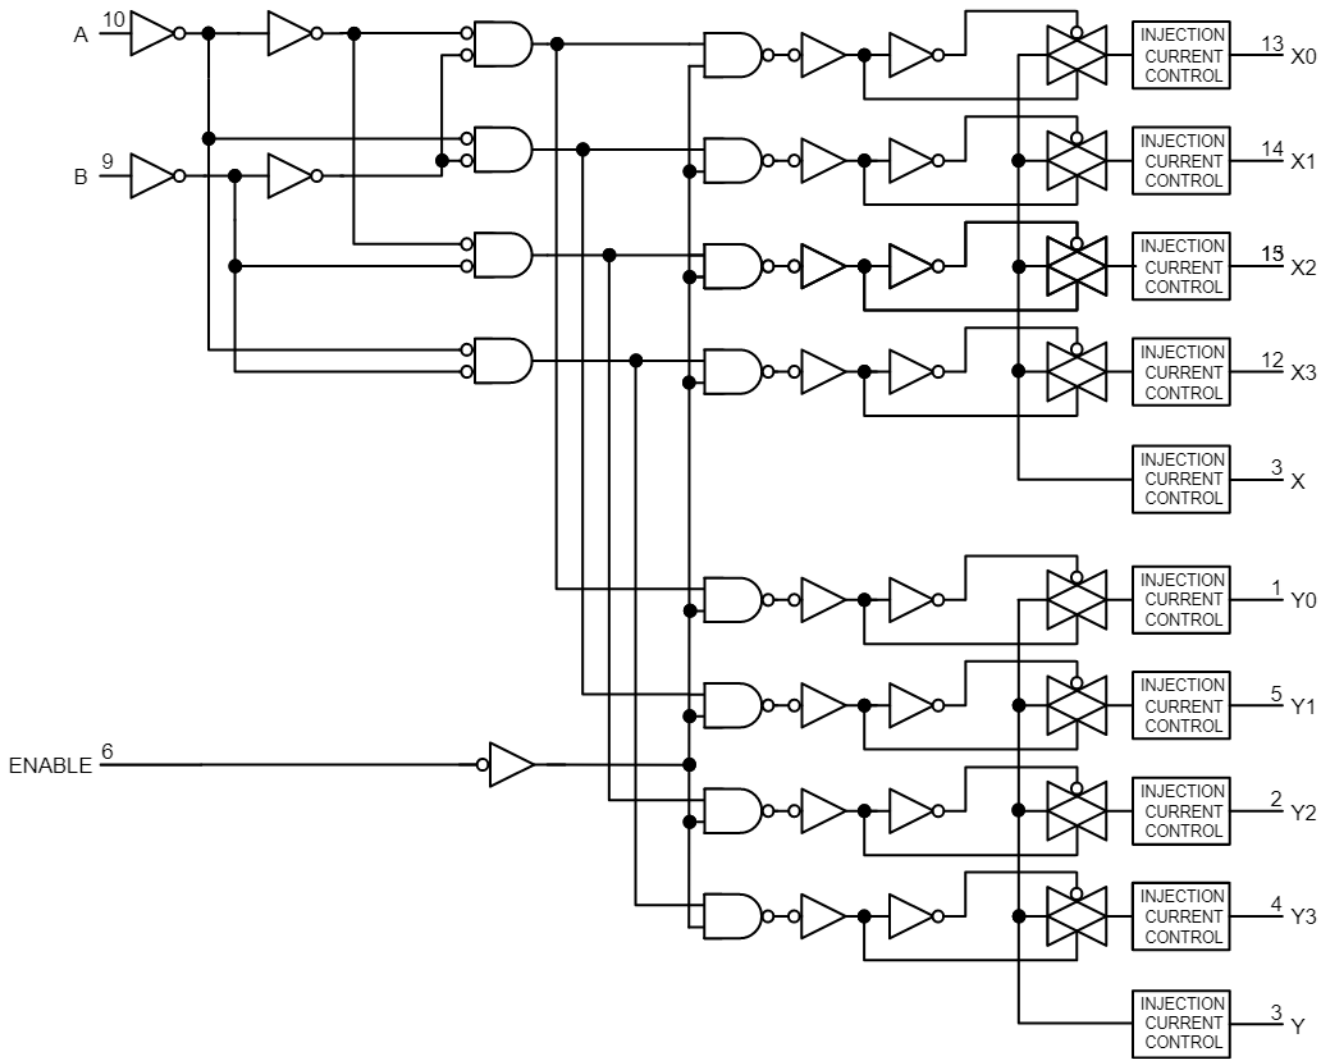 A 10
INJECTION
CURRENT
CONTROL
13 X0
B 9
INJECTION
CURRENT
CONTROL
14 X1
INJECTION
CURRENT
CONTROL
X2
INJECTION
CURRENT
CONTROL
12 X3
INJECTION
CURRENT
CONTROL
3 X
INJECTION
CURRENT
CONTROL
1 Y0
INJECTION
CURRENT
CONTROL
5 Y1
ENABLE 6
INJECTION
CURRENT
CONTROL
2 Y2
INJECTION
CURRENT
CONTROL
4 Y3
INJECTION
CURRENT
CONTROL
3 Y